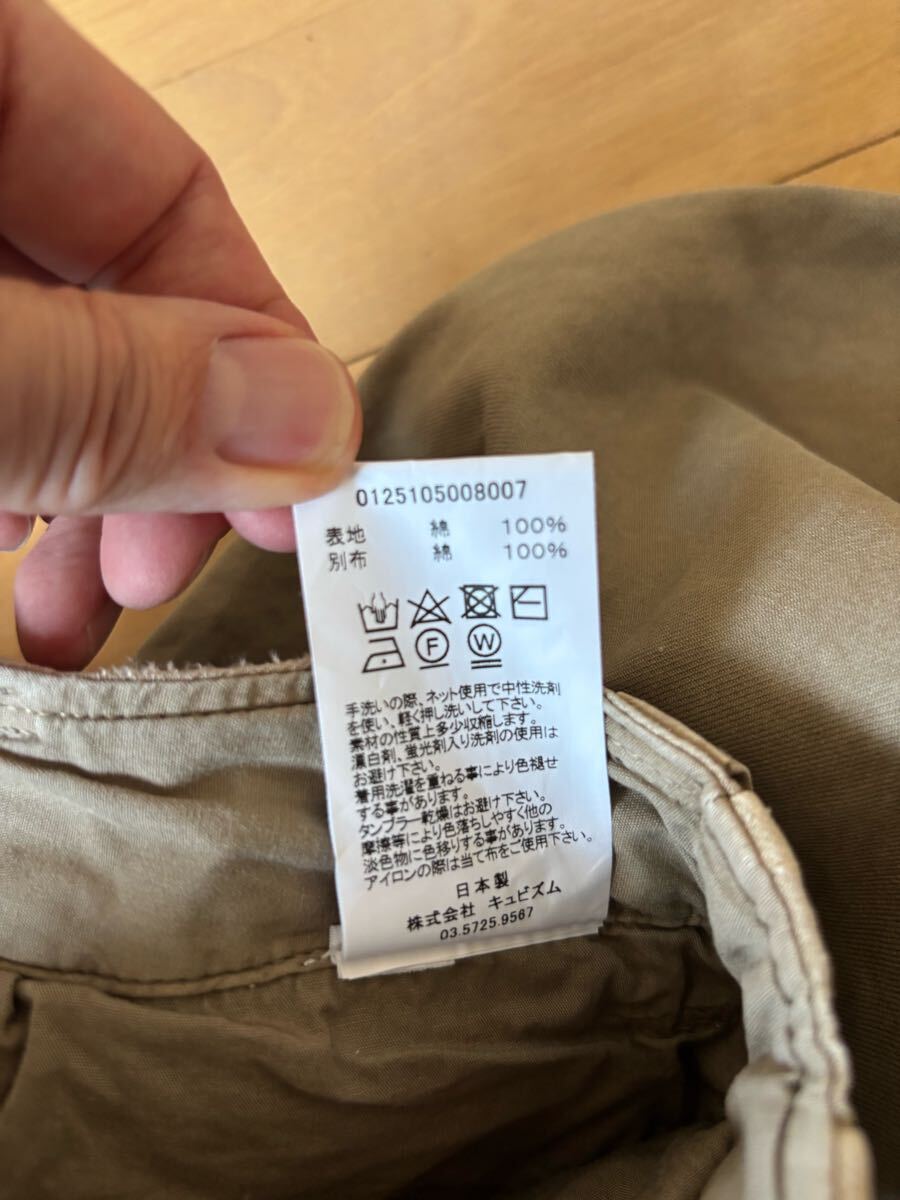 0125105008007
表地 綿 100%
別布 綿 100%
F W
手洗いの際、ネット使用で中性洗剤
を使い、軽く押し洗いして下さい。
素材の性質上多少収縮します。
漂白剤、蛍光剤入り洗剤の使用は
お避け下さい。
着用洗濯を重ねる事により色褪せ
する事があります。
タンブラー乾燥はお避け下さい。
摩擦等により色落ちしやすく他の
淡色物に色移りする事があります。
アイロンの際は当て布をご使用下さい。
日本製
株式会社 キュビズム
03.5725.9567